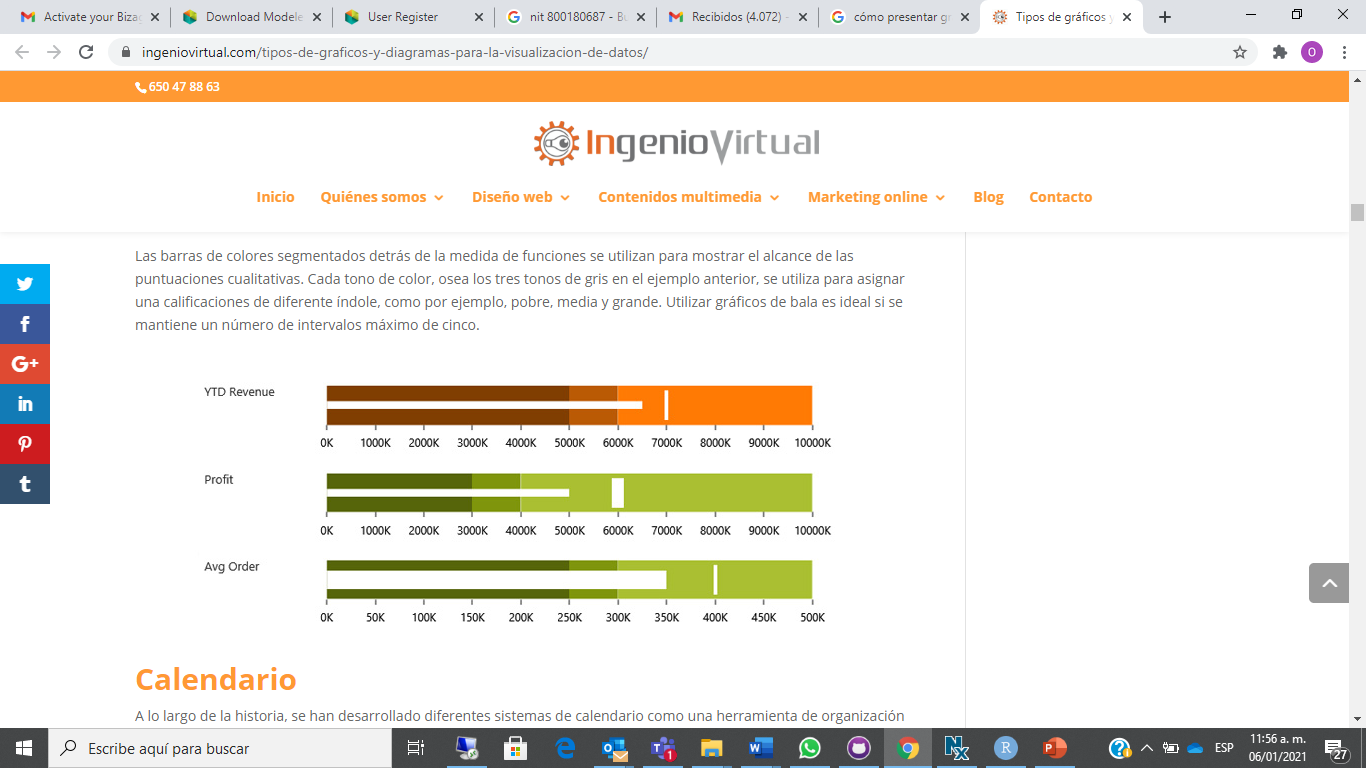 Activate your Bizag
Download Modele
User Register
nit 800180687 - Bu
Recibidos (4.072) -
cómo presentar gr
Tipos de gráficos y
ingeniovirtual.com/tipos-de-graficos-y-diagramas-para-la-visualizacion-de-datos/
O
650 47 88 63
IngenioVirtual
Inicio Quiénes somos Diseño web Contenidos multimedia Marketing online Blog Contacto
Las barras de colores segmentados detrás de la medida de funciones se utilizan para mostrar el alcance de las
puntuaciones cualitativas. Cada tono de color, osea los tres tonos de gris en el ejemplo anterior, se utiliza para asignar
una calificaciones de diferente índole, como por ejemplo, pobre, media y grande. Utilizar gráficos de bala es ideal si se
mantiene un número de intervalos máximo de cinco.
YTD Revenue
0K 1000K 2000K 3000K 4000K 5000K 6000K 7000K 8000K 9000K 10000K
Profit
0K 1000K 2000K 3000K 4000K 5000K 6000K 7000K 8000K 9000K 10000K
Avg Order
0K 50K 100K 150K 200K 250K 300K 350K 400K 450K 500K
Calendario
A lo largo de la historia, se han desarrollado diferentes sistemas de calendario como una herramienta de organización
Escribe aquí para buscar
ESP
11:56 a. m.
06/01/2021
27